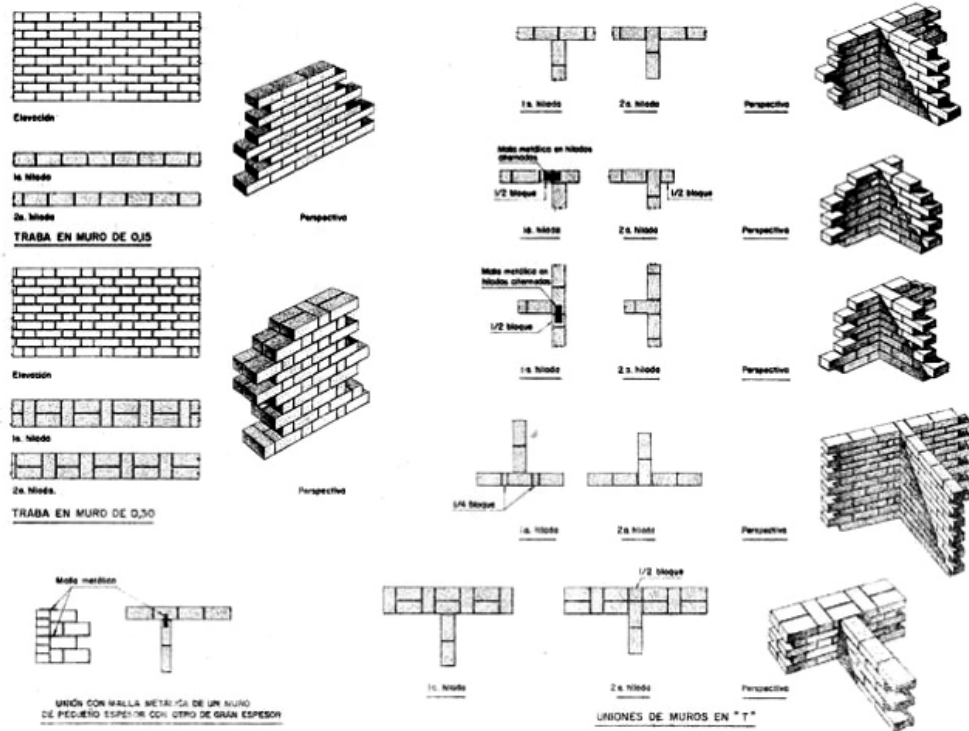 Elevación
1a. hilada
2a. hilada
TRABA EN MURO DE 0,15
Perspectiva
Elevación
1a. hilada
2a. hilada.
TRABA EN MURO DE 0,30
Perspectiva
Malla metálica
UNIÓN CON MALLA METÁLICA DE UN MURO
DE PEQUEÑO ESPESOR CON OTRO DE GRAN ESPESOR
1a. hilada
2a. hilada
Perspectiva
Malla metálica en hiladas
alternadas
1/2 bloque
1/2 bloque
1a. hilada
2a. hilada
Perspectiva
Malla metálica en
hiladas alternadas
1/2 bloque
1a. hilada
2a. hilada
Perspectiva
1/4 bloque
1a. hilada
2a. hilada
Perspectiva
1/2 bloque
1a. hilada
2a. hilada
Perspectiva
UNIONES DE MUROS EN "T"